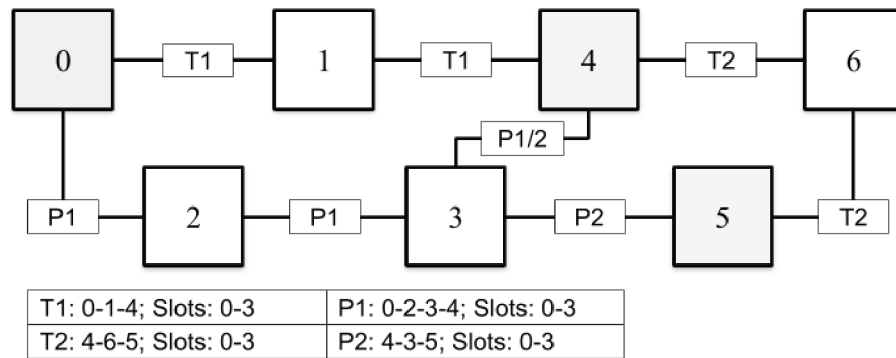 0 T1 1 T1 4 T2 6
P1/2
P1 2 P1 3 P2 5 T2
T1: 0-1-4; Slots: 0-3 P1: 0-2-3-4; Slots: 0-3
T2: 4-6-5; Slots: 0-3 P2: 4-3-5; Slots: 0-3